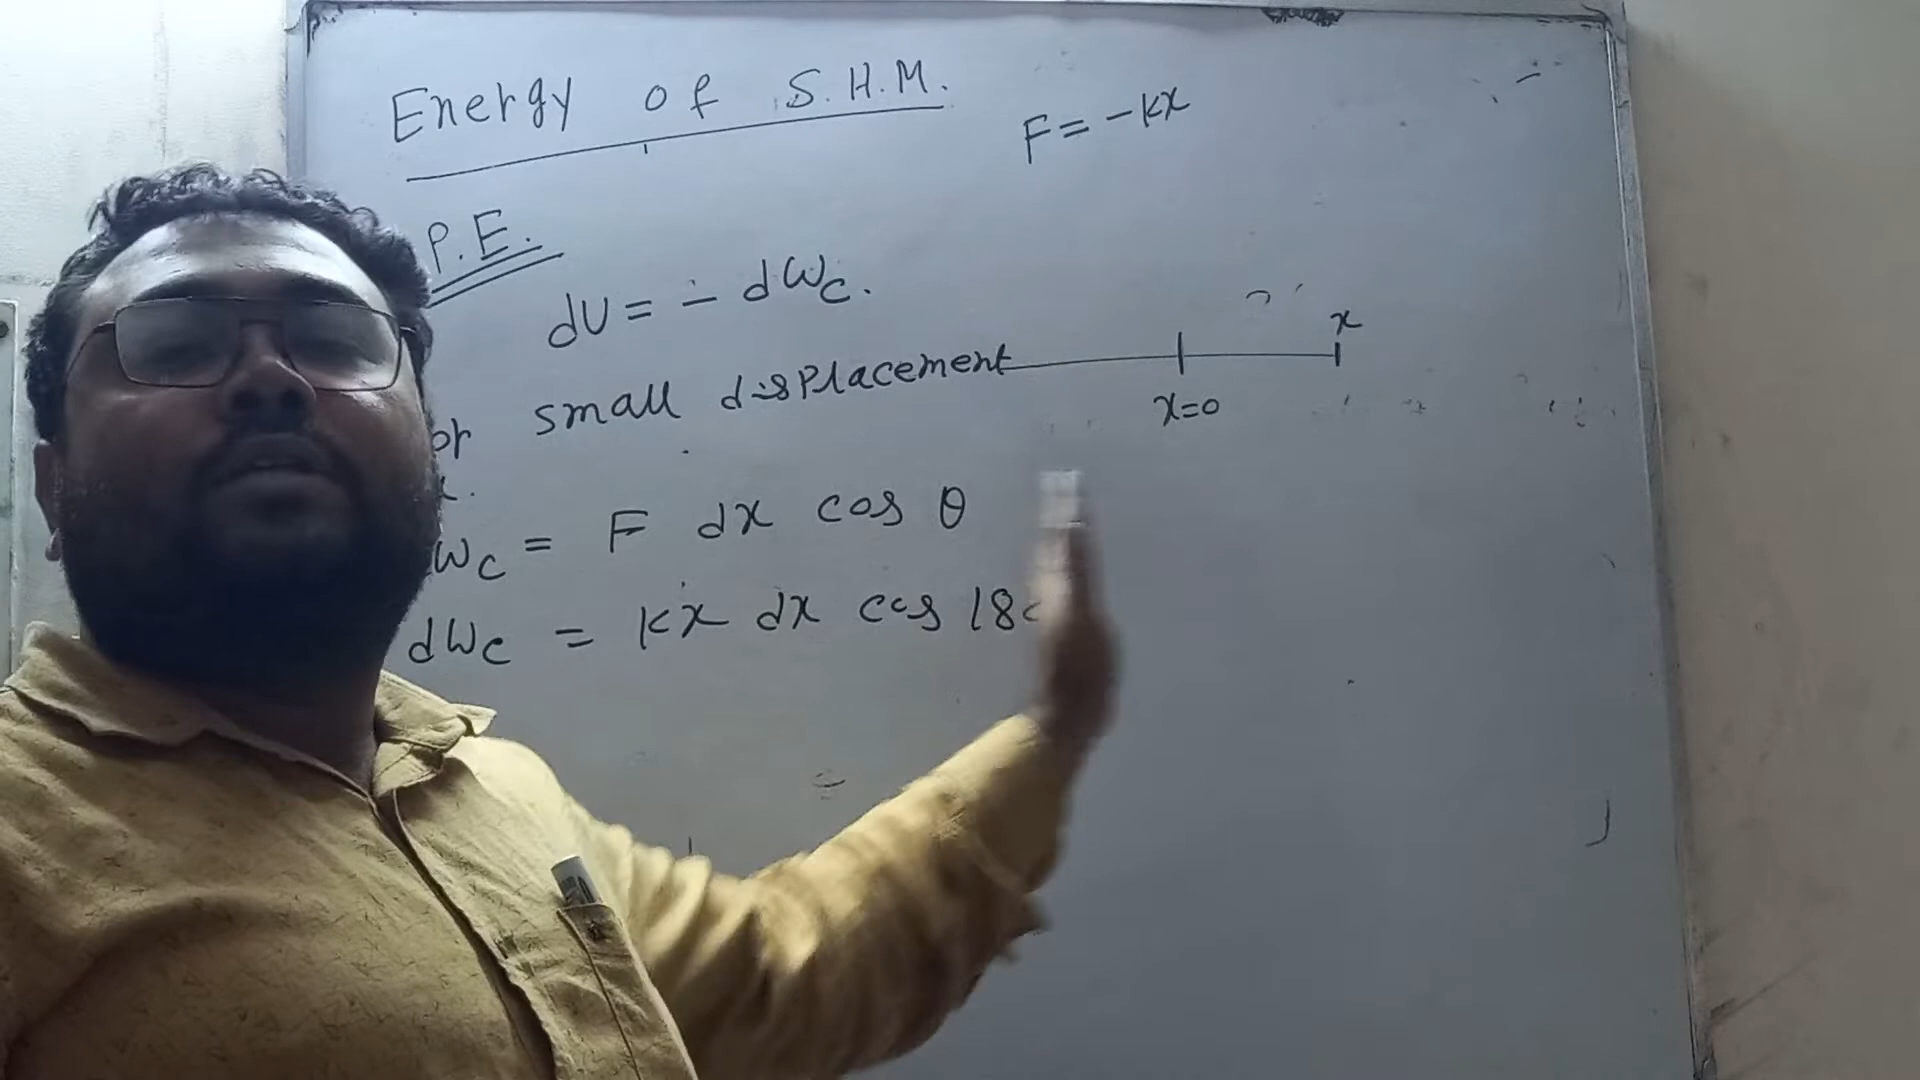 Energy of S.H.M.
F = -kx
P.E.
dU = - dWc.
small displacement
x
x=0
Wc = F dx cos θ
dWc = kx dx cos 18